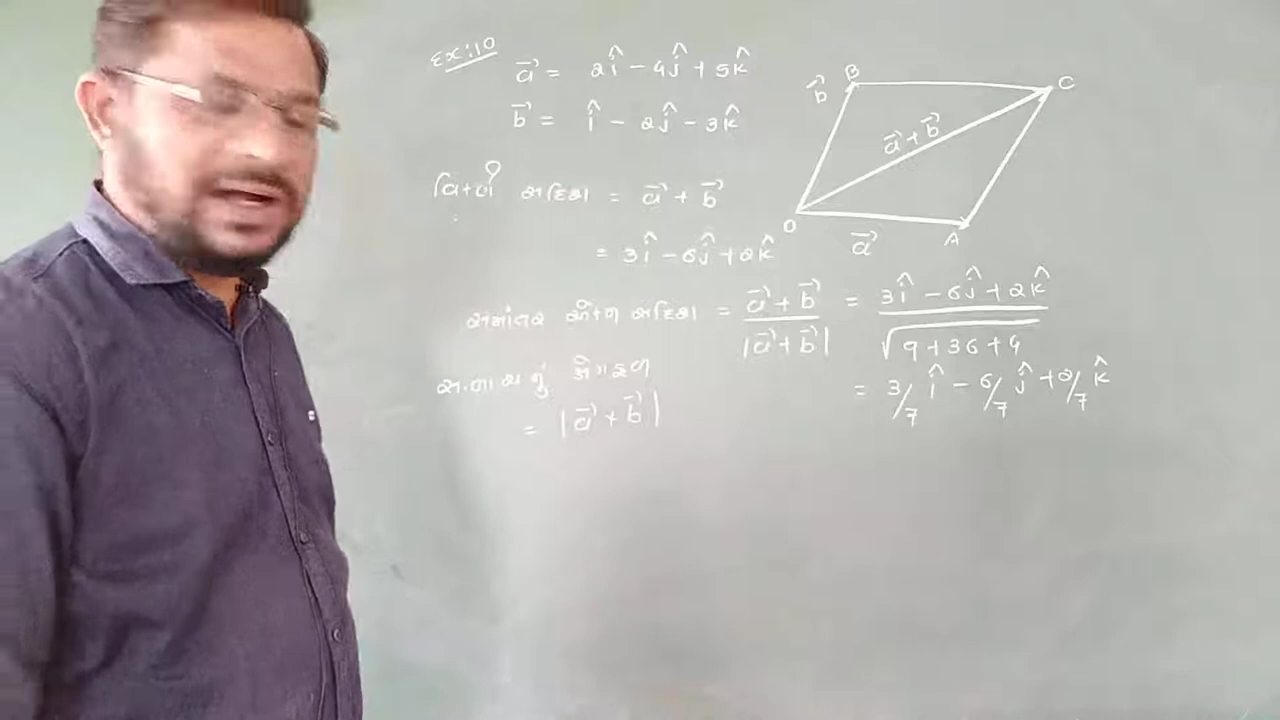 Ex:10
a⃗ = 2î - 4ĵ + 5k̂
b⃗ = î - 2ĵ - 3k̂
વિકર્ણ સદિશ = a⃗ + b⃗
= 3î - 6ĵ + 2k̂
સમાંતર એકમ સદિશ = (a⃗ + b⃗) / |a⃗ + b⃗| = (3î - 6ĵ + 2k̂) / √(9 + 36 + 4)
= 3/7 î - 6/7 ĵ + 2/7 k̂
નું ક્ષેત્રફળ
= |a⃗ + b⃗|
B
C
b⃗
a⃗ + b⃗
O
A
a⃗